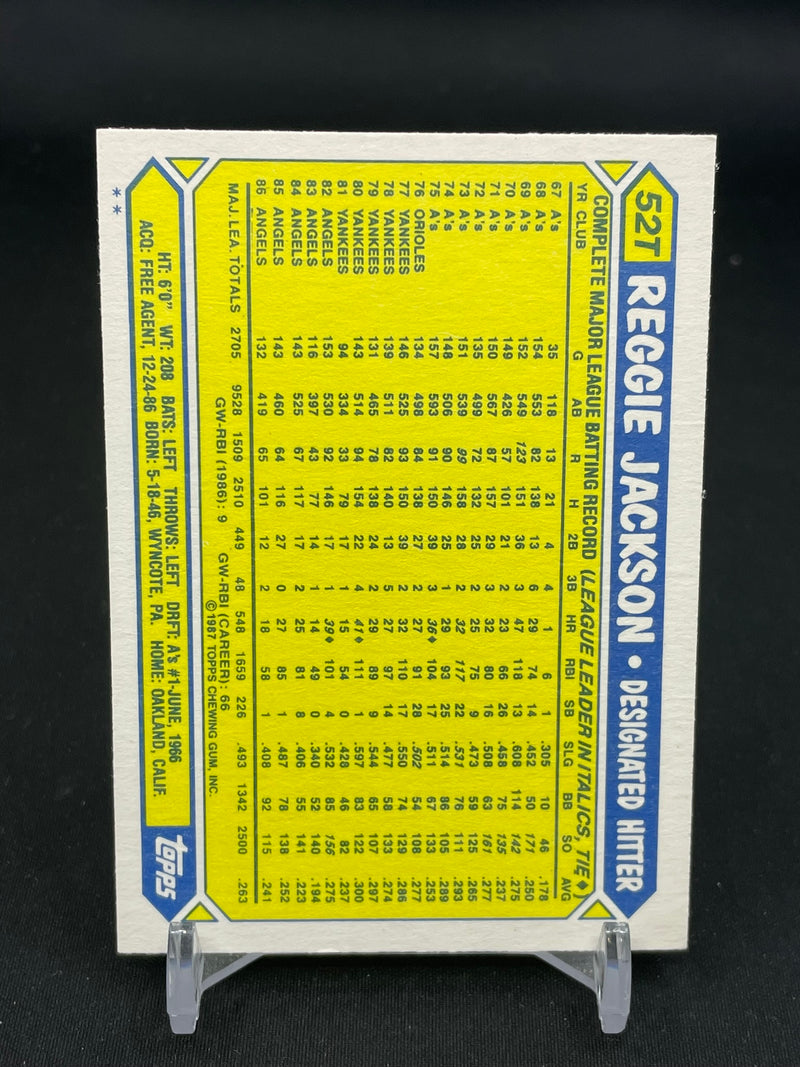 52T REGGIE JACKSON • DESIGNATED HITTER
COMPLETE MAJOR LEAGUE BATTING RECORD (LEAGUE LEADER IN ITALICS, TIE♦)
YR CLUB G AB R H 2B 3B HR RBI SB SLG BB SO AVG
67 A's 35 118 13 21 4 4 1 6 1 .305 10 46 .178
68 A's 154 553 82 138 13 6 29 74 14 .452 50 171 .250
69 A's 152 549 123 151 36 3 47 118 13 .608 114 142 .275
70 A's 149 426 57 101 21 2 23 66 26 .458 75 135 .237
71 A's 150 567 87 157 29 3 32 80 16 .508 63 161 .277
72 A's 135 499 72 132 25 2 25 75 9 .473 59 125 .265
73 A's 151 539 99 158 28 2 32 117 22 .531 76 111 .293
74 A's 148 506 90 146 25 1 29 93 25 .514 86 105 .289
75 A's 157 593 91 150 39 3 36♦ 104 17 .511 67 133 .253
76 ORIOLES 134 498 84 138 27 2 27 91 28 .502 54 108 .277
77 YANKEES 146 525 93 150 39 2 32 110 17 .550 74 129 .286
78 YANKEES 139 511 82 140 13 5 27 97 14 .477 58 133 .274
79 YANKEES 131 465 78 138 24 2 29 89 9 .544 65 107 .297
80 YANKEES 143 514 94 154 22 4 41♦ 111 1 .597 83 122 .300
81 YANKEES 94 334 33 79 17 1 15 54 0 .428 46 82 .237
82 ANGELS 153 530 92 146 17 1 39♦ 101 4 .532 85 156 .275
83 ANGELS 116 397 43 77 14 1 14 49 0 .340 52 140 .194
84 ANGELS 143 525 67 117 17 2 25 81 8 .406 55 141 .223
85 ANGELS 143 460 64 116 27 0 27 85 1 .487 78 138 .252
86 ANGELS 132 419 65 101 12 2 18 58 1 .408 92 115 .241
MAJ. LEA. TOTALS 2705 9528 1509 2510 449 48 548 1659 226 .493 1342 2500 .263
GW-RBI (1986): 9 GW-RBI (CAREER): 66
©1987 TOPPS CHEWING GUM, INC.
HT: 6'0" WT: 208 BATS: LEFT THROWS: LEFT DRFT: A's #1-JUNE, 1966
ACQ: FREE AGENT, 12-24-86 BORN: 5-18-46, WYNCOTE, PA. HOME: OAKLAND, CALIF.
topps
**